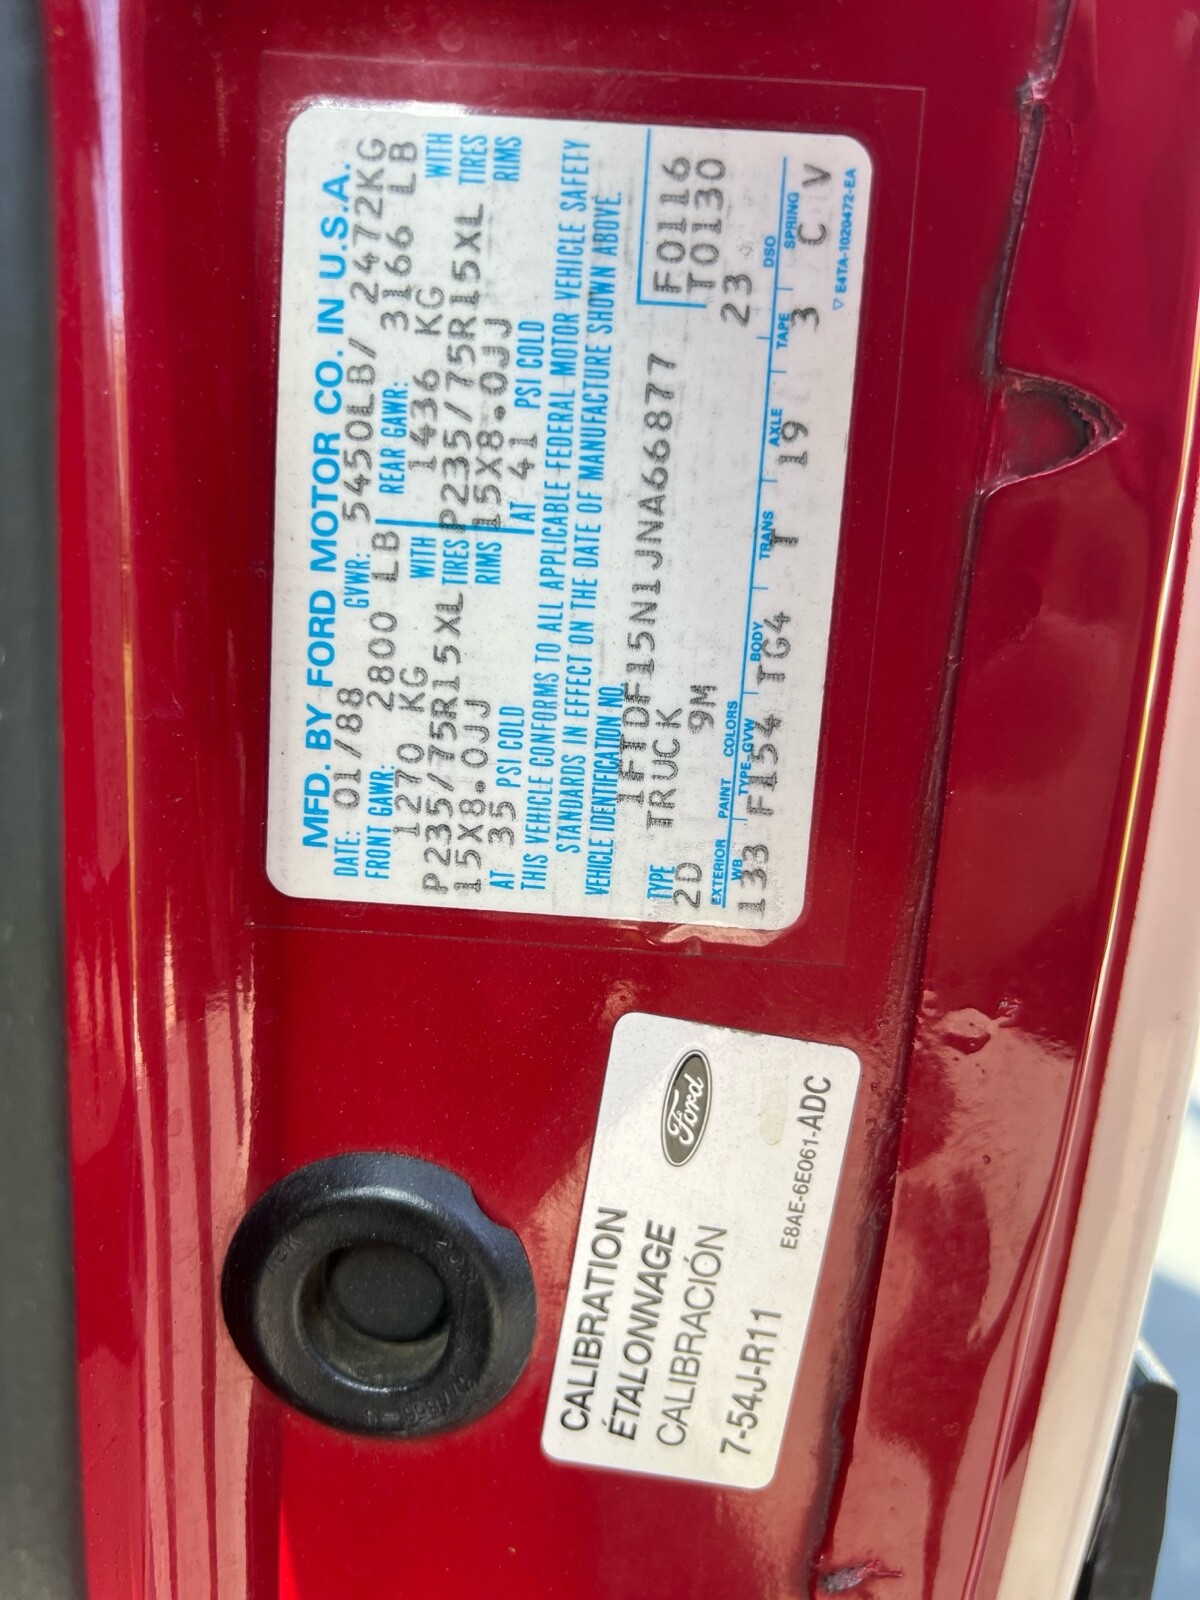 MFD. BY FORD MOTOR CO. IN U.S.A.
DATE: 01/88 GVWR: 5450LB/ 2472KG
FRONT GAWR: 2800 LB REAR GAWR: 3166 LB
1270 KG WITH 1436 KG WITH
P235/75R15XL TIRES P235/75R15XL TIRES
15X8.0JJ RIMS 15X8.0JJ RIMS
AT 35 PSI COLD AT 41 PSI COLD
THIS VEHICLE CONFORMS TO ALL APPLICABLE FEDERAL MOTOR VEHICLE SAFETY
STANDARDS IN EFFECT ON THE DATE OF MANUFACTURE SHOWN ABOVE.
VEHICLE IDENTIFICATION NO.
1FTDF15N1JNA66877
F0116
TYPE TRUCK T0130
2D 9M 23
EXTERIOR PAINT COLORS DSO
WB TYPE-GVW BODY TRANS AXLE TAPE SPRING
133 F154 TG4 T 19 3 C V
▽ E4TA-1020472-EA
CALIBRATION
ÉTALONNAGE
CALIBRACIÓN
Ford
7-54J-R11
E8AE-6E061-ADC